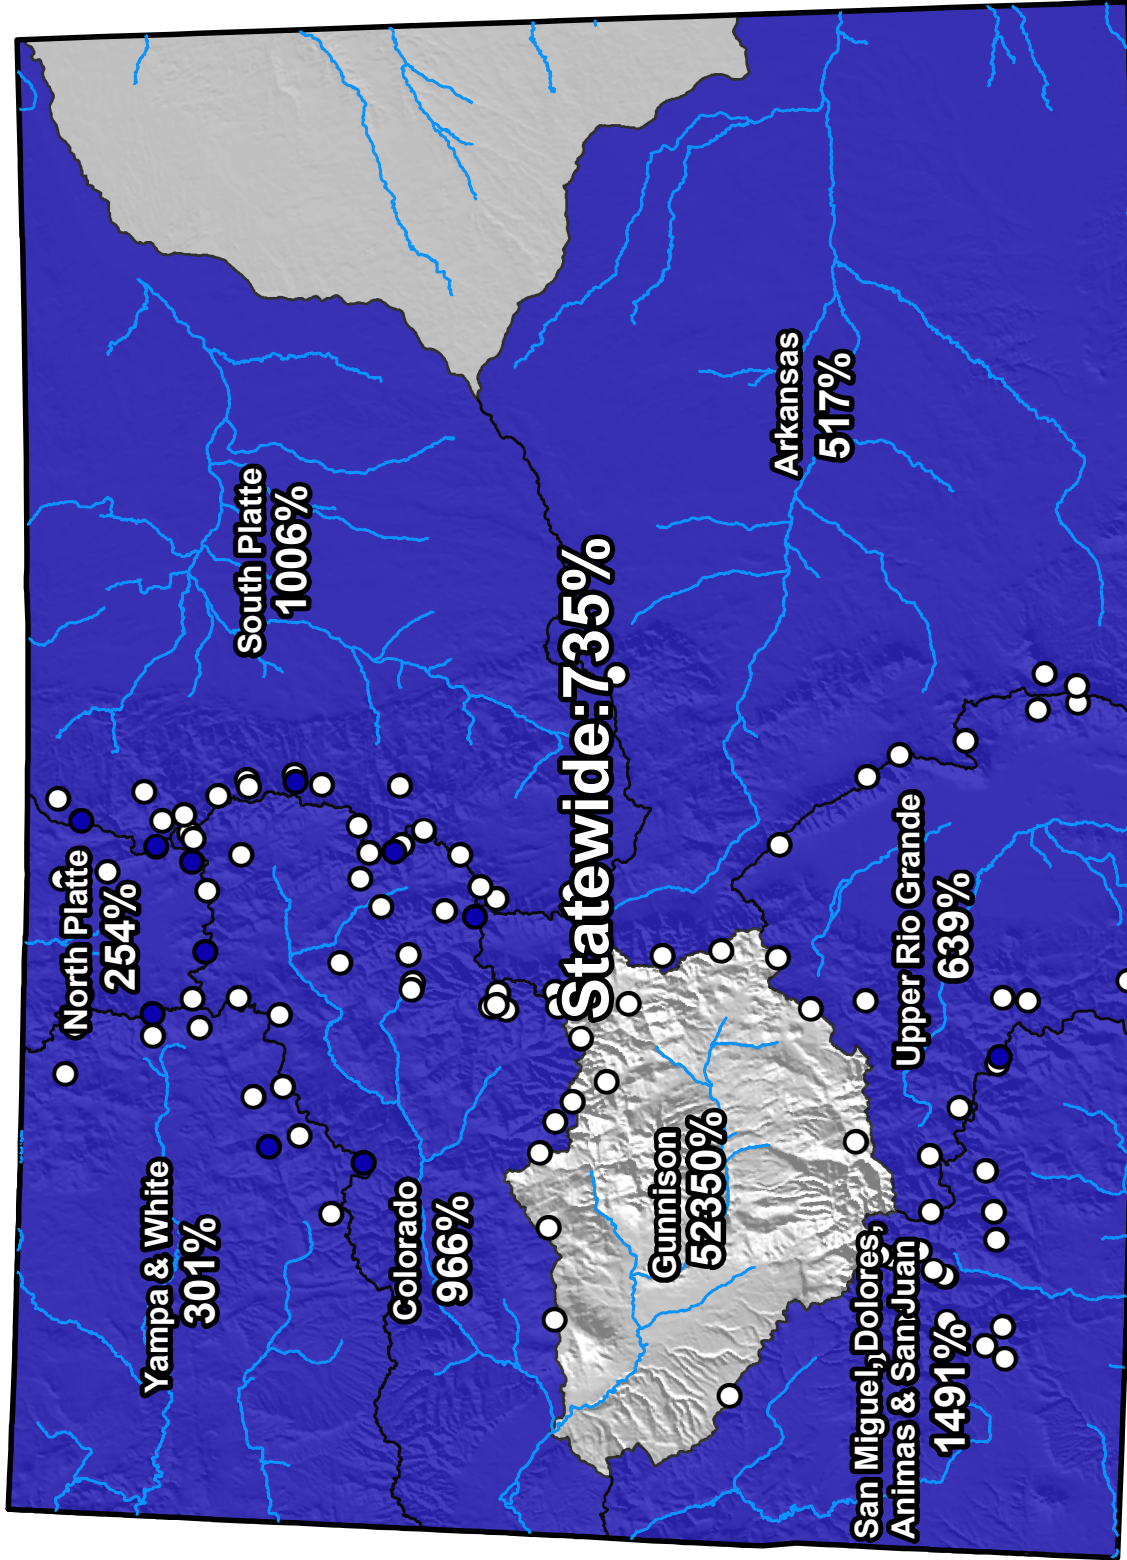 North Platte
254%
Yampa & White
301%
South Platte
1006%
Colorado
966%
Statewide:735%
Gunnison
52350%
Arkansas
517%
Upper Rio Grande
639%
San Miguel,Dolores,
Animas & San Juan
1491%